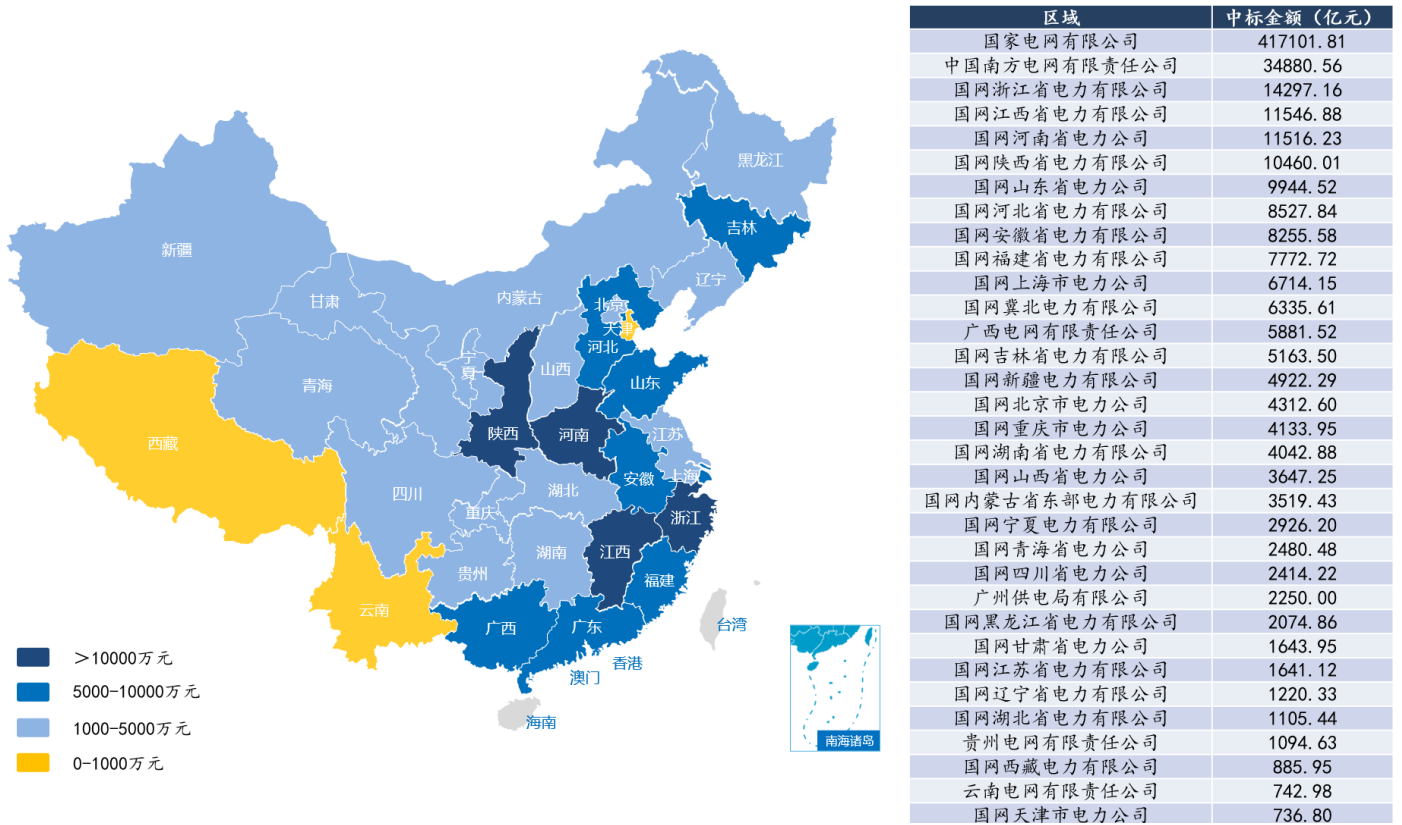 黑龙江
吉林
新疆
辽宁
甘肃
内蒙古
北京
天津
宁夏
河北
山西
青海
山东
陕西
河南
江苏
西藏
安徽
上海
四川
湖北
重庆
浙江
湖南
江西
贵州
福建
云南
广西
广东
台湾
香港
澳门
海南
南海诸岛
>10000万元
5000-10000万元
1000-5000万元
0-1000万元
区域 中标金额（亿元）
国家电网有限公司 417101.81
中国南方电网有限责任公司 34880.56
国网浙江省电力有限公司 14297.16
国网江西省电力有限公司 11546.88
国网河南省电力公司 11516.23
国网陕西省电力有限公司 10460.01
国网山东省电力公司 9944.52
国网河北省电力有限公司 8527.84
国网安徽省电力有限公司 8255.58
国网福建省电力有限公司 7772.72
国网上海市电力公司 6714.15
国网冀北电力有限公司 6335.61
广西电网有限责任公司 5881.52
国网吉林省电力有限公司 5163.50
国网新疆电力有限公司 4922.29
国网北京市电力公司 4312.60
国网重庆市电力公司 4133.95
国网湖南省电力有限公司 4042.88
国网山西省电力公司 3647.25
国网内蒙古省东部电力有限公司 3519.43
国网宁夏电力有限公司 2926.20
国网青海省电力公司 2480.48
国网四川省电力公司 2414.22
广州供电局有限公司 2250.00
国网黑龙江省电力有限公司 2074.86
国网甘肃省电力公司 1643.95
国网江苏省电力有限公司 1641.12
国网辽宁省电力有限公司 1220.33
国网湖北省电力有限公司 1105.44
贵州电网有限责任公司 1094.63
国网西藏电力有限公司 885.95
云南电网有限责任公司 742.98
国网天津市电力公司 736.80